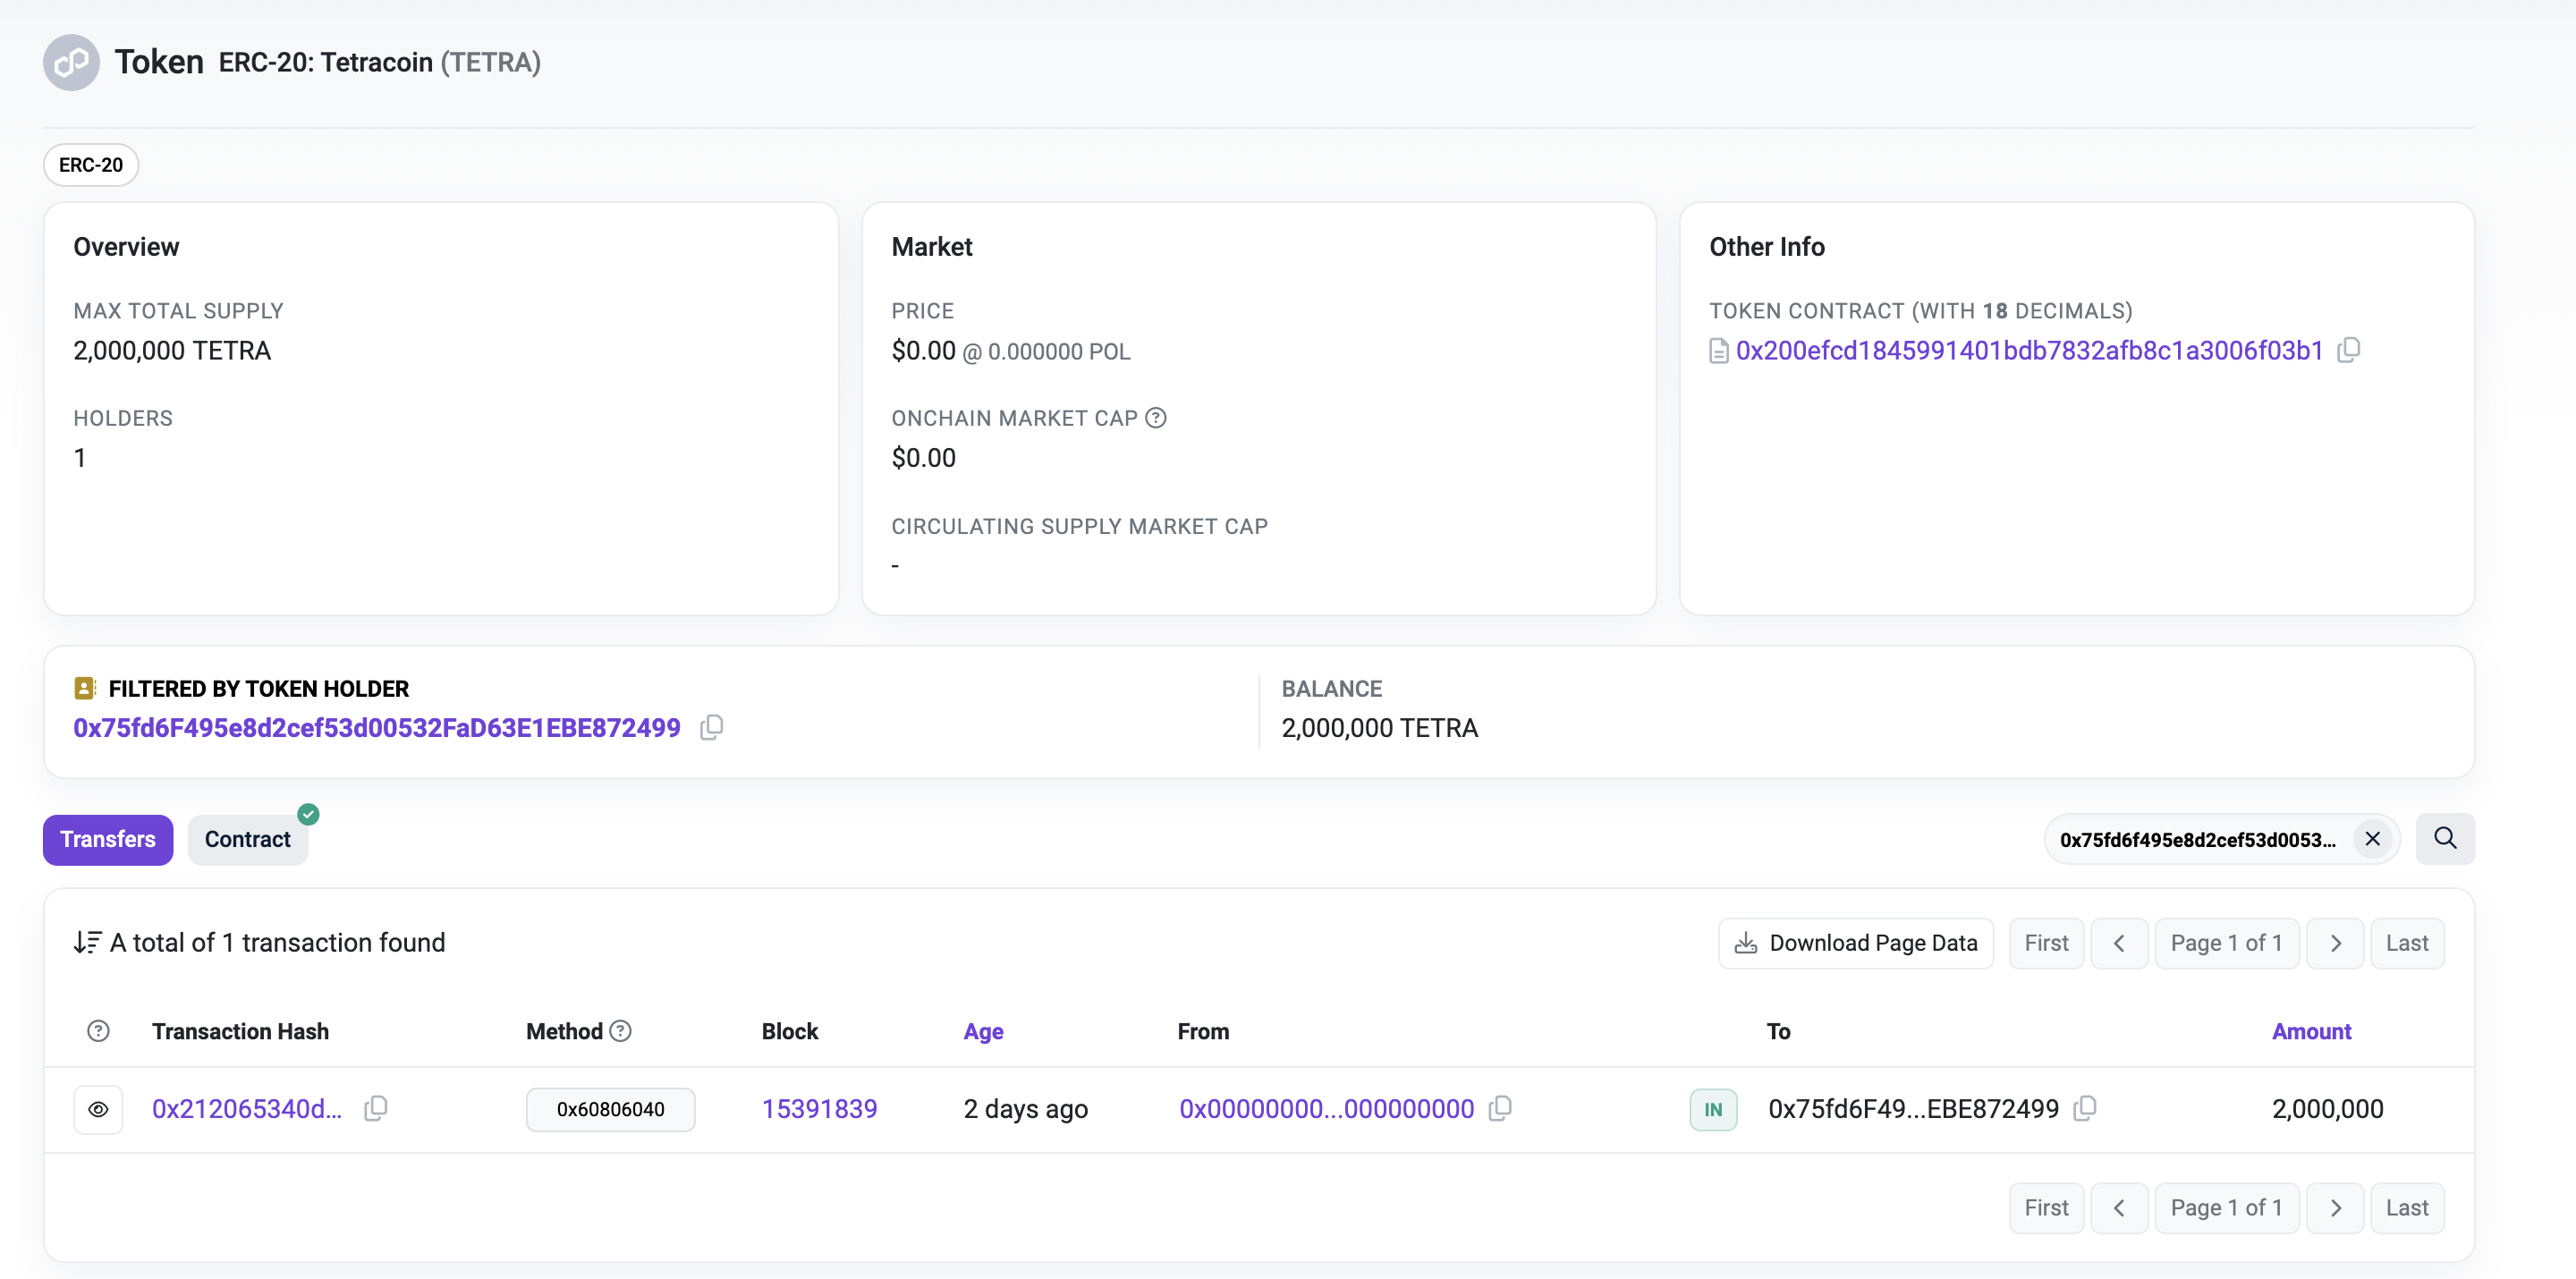 Token ERC-20: Tetracoin (TETRA)
ERC-20
Overview
MAX TOTAL SUPPLY
2,000,000 TETRA
HOLDERS
1
Market
PRICE
$0.00 @ 0.000000 POL
ONCHAIN MARKET CAP
$0.00
CIRCULATING SUPPLY MARKET CAP
-
Other Info
TOKEN CONTRACT (WITH 18 DECIMALS)
0x200efcd1845991401bdb7832afb8c1a3006f03b1
FILTERED BY TOKEN HOLDER
0x75fd6F495e8d2cef53d00532FaD63E1EBE872499
BALANCE
2,000,000 TETRA
Transfers Contract 0x75fd6f495e8d2cef53d0053...
A total of 1 transaction found Download Page Data First Page 1 of 1 Last
Transaction Hash Method Block Age From To Amount
0x212065340d... 0x60806040 15391839 2 days ago 0x00000000...000000000 IN 0x75fd6F49...EBE872499 2,000,000
First Page 1 of 1 Last